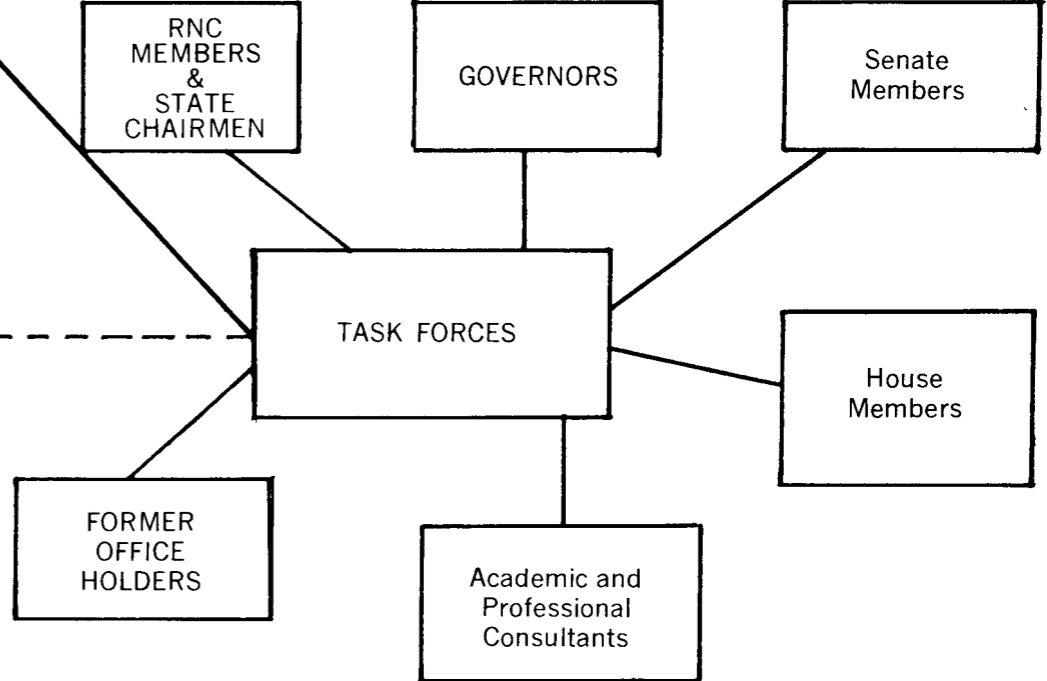 RNC
MEMBERS
&
STATE
CHAIRMEN
GOVERNORS
Senate
Members
TASK FORCES
House
Members
FORMER
OFFICE
HOLDERS
Academic and
Professional
Consultants